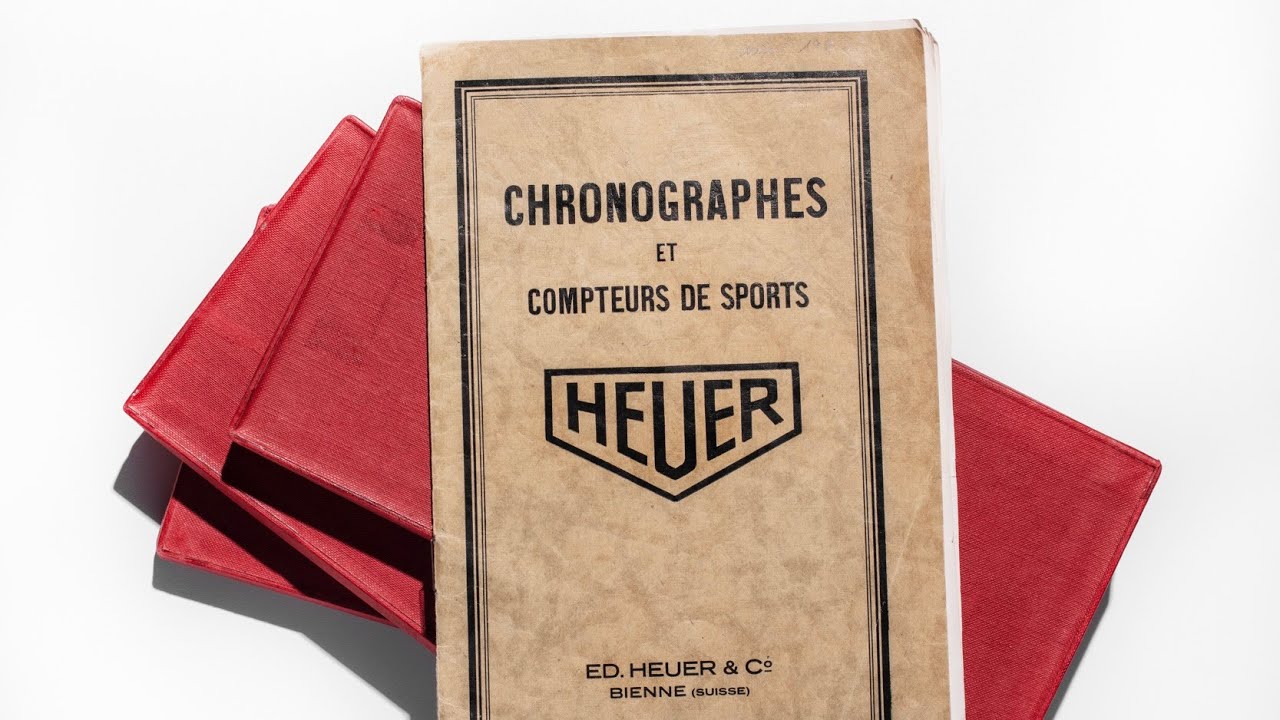 CHRONOGRAPHES
ET
COMPTEURS DE SPORTS
HEUER
ED. HEUER & Cº
BIENNE (SUISSE)